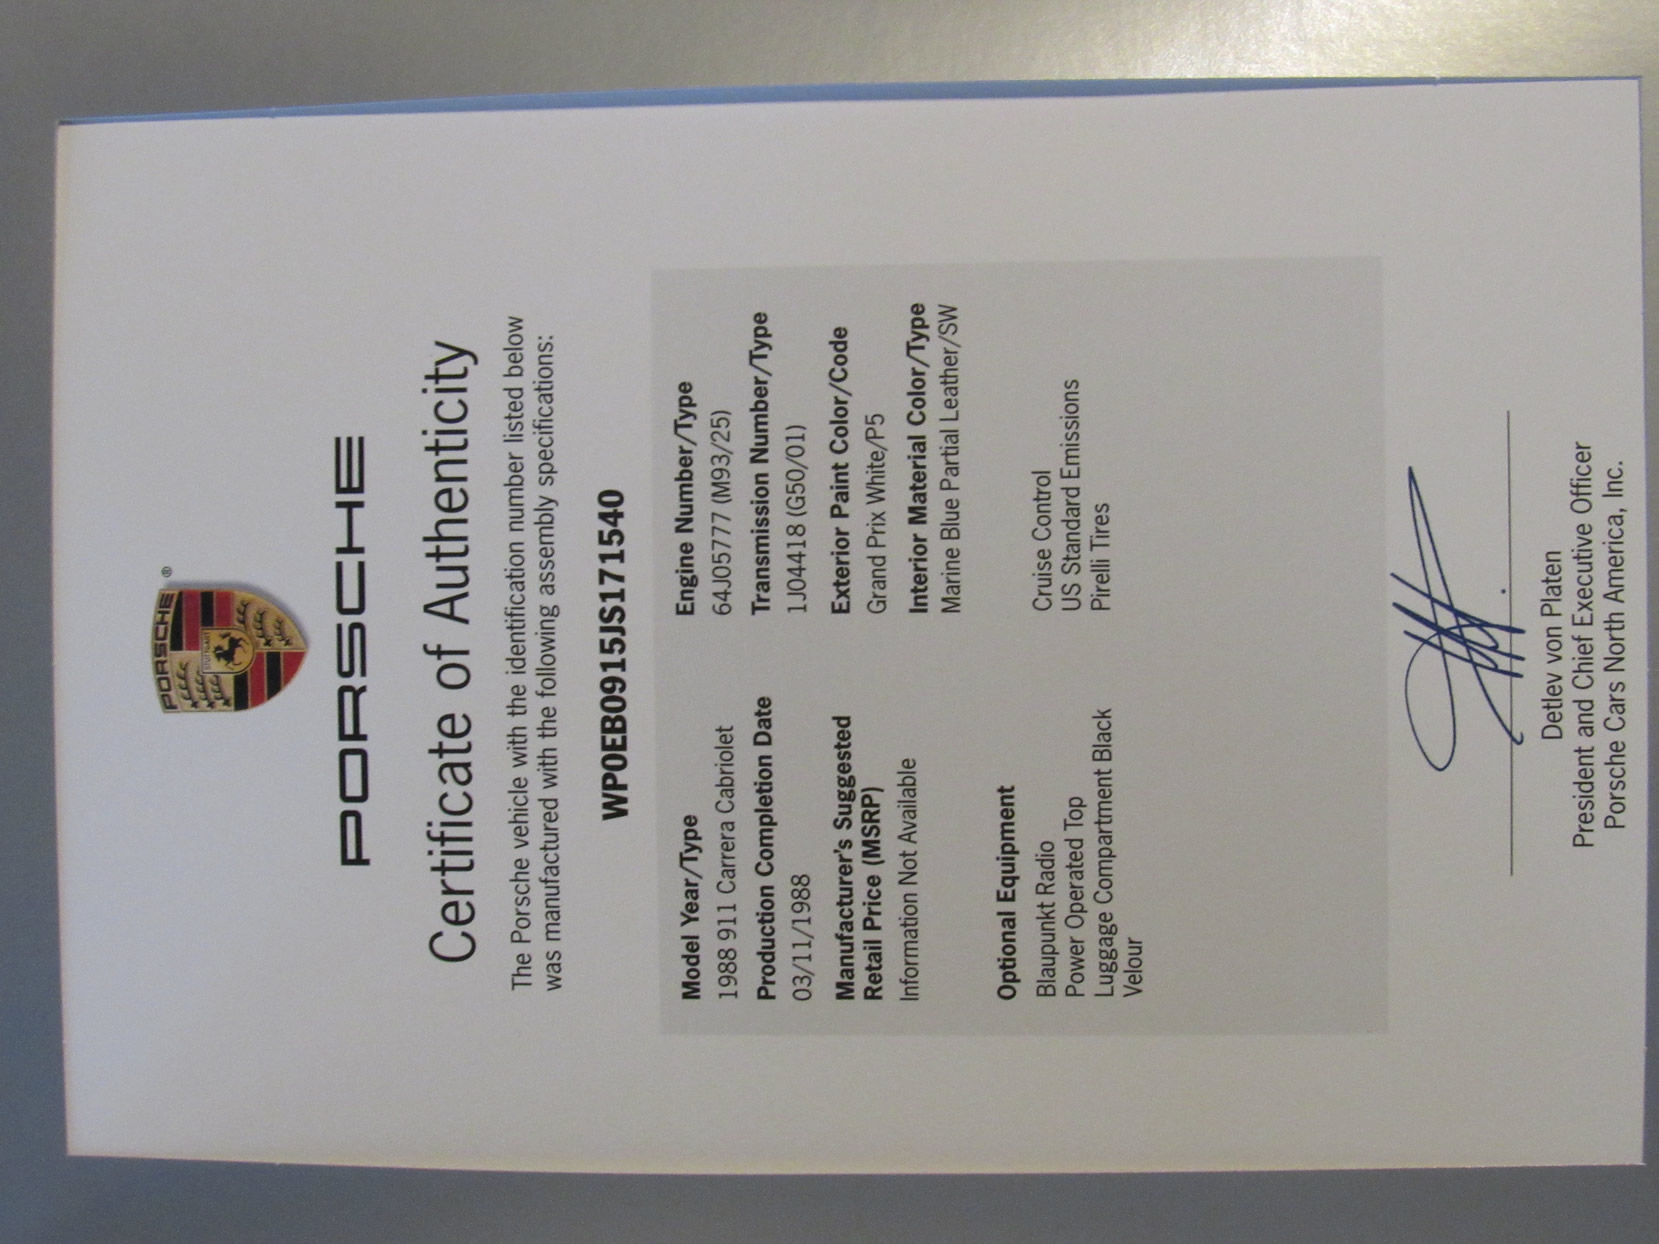 PORSCHE
STUTTGART
®
PORSCHE
Certificate of Authenticity
The Porsche vehicle with the identification number listed below
was manufactured with the following assembly specifications:
WP0EB0915JS171540
Model Year/Type
1988 911 Carrera Cabriolet
Production Completion Date
03/11/1988
Manufacturer's Suggested
Retail Price (MSRP)
Information Not Available
Engine Number/Type
64J05777 (M93/25)
Transmission Number/Type
1J04418 (G50/01)
Exterior Paint Color/Code
Grand Prix White/P5
Interior Material Color/Type
Marine Blue Partial Leather/SW
Optional Equipment
Blaupunkt Radio
Power Operated Top
Luggage Compartment Black
Velour
Cruise Control
US Standard Emissions
Pirelli Tires
Detlev von Platen
President and Chief Executive Officer
Porsche Cars North America, Inc.